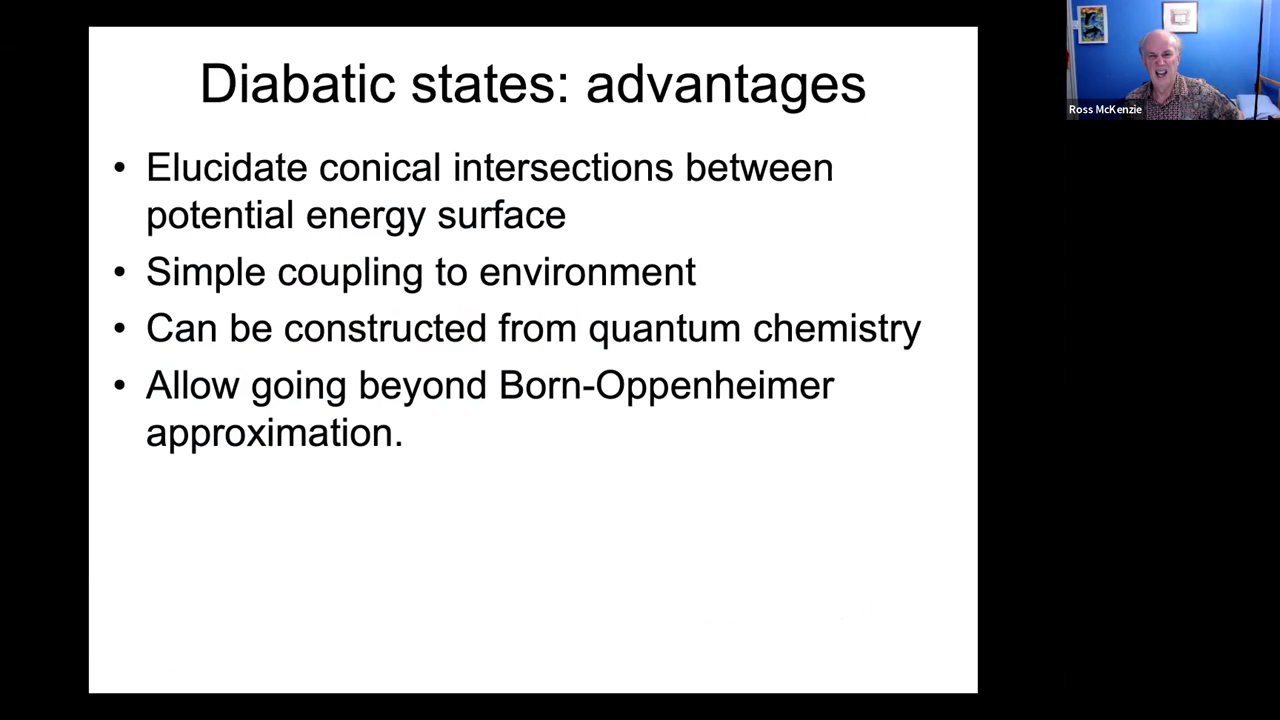 Diabatic states: advantages
• Elucidate conical intersections between
potential energy surface
• Simple coupling to environment
• Can be constructed from quantum chemistry
• Allow going beyond Born-Oppenheimer
approximation.
Ross McKenzie